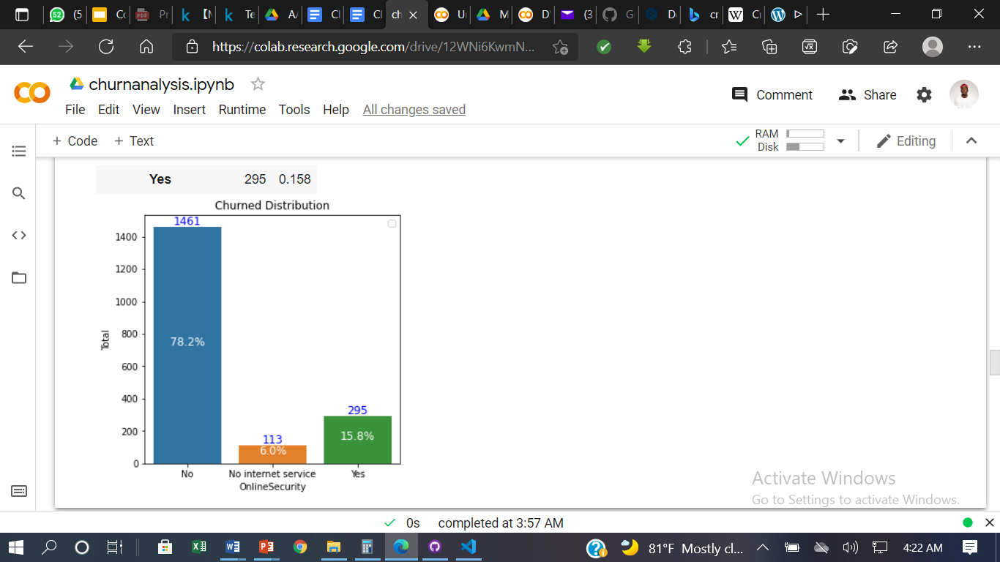 (5 Co Pr 【N Te A Cl Cl ch U M D (3 G D cr Ci
https://colab.research.google.com/drive/12WNi6KwmN...
churnanalysis.ipynb
Comment Share
File Edit View Insert Runtime Tools Help All changes saved
+ Code + Text
RAM
Disk
Editing
Yes 295 0.158
Churned Distribution
1461
1400
1200
1000
800
78.2%
Total
600
400
295
200
113
15.8%
6.0%
0
No No internet service Yes
OnlineSecurity
Activate Windows
Go to Settings to activate Windows.
0s completed at 3:57 AM
81°F Mostly cl... 4:22 AM